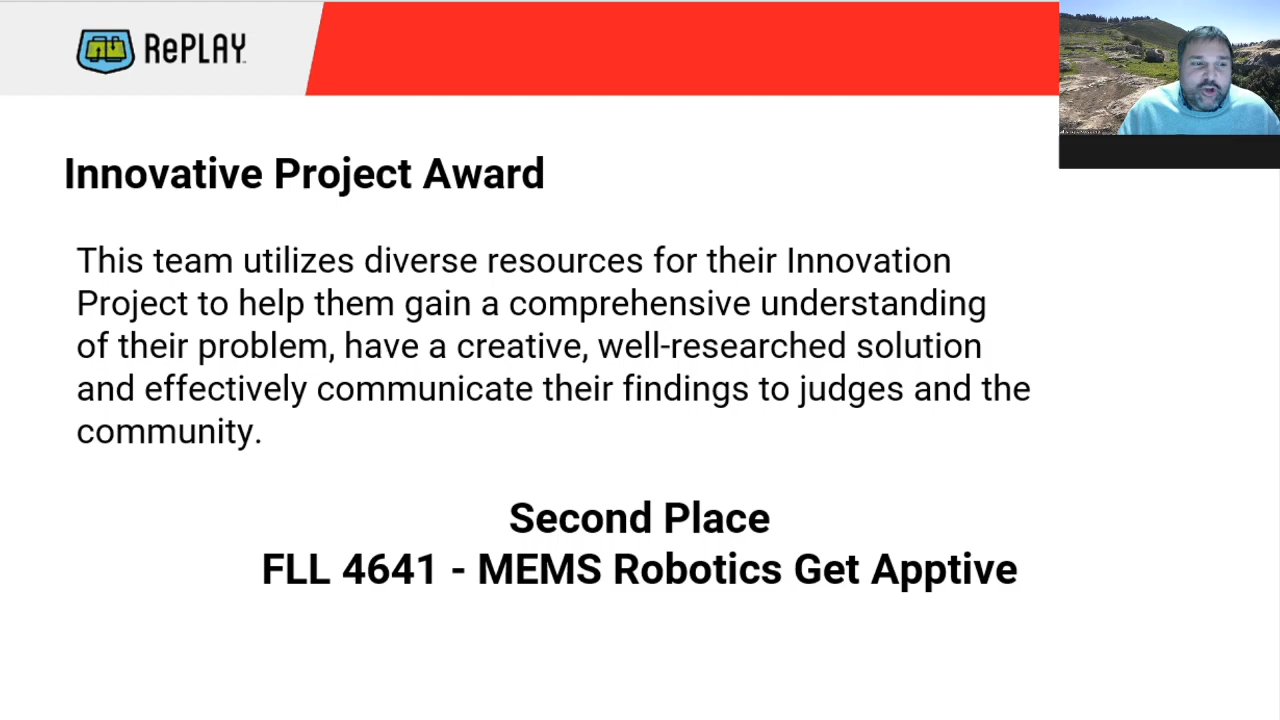 RePLAY
Innovative Project Award
This team utilizes diverse resources for their Innovation
Project to help them gain a comprehensive understanding
of their problem, have a creative, well-researched solution
and effectively communicate their findings to judges and the
community.
Second Place
FLL 4641 - MEMS Robotics Get Apptive